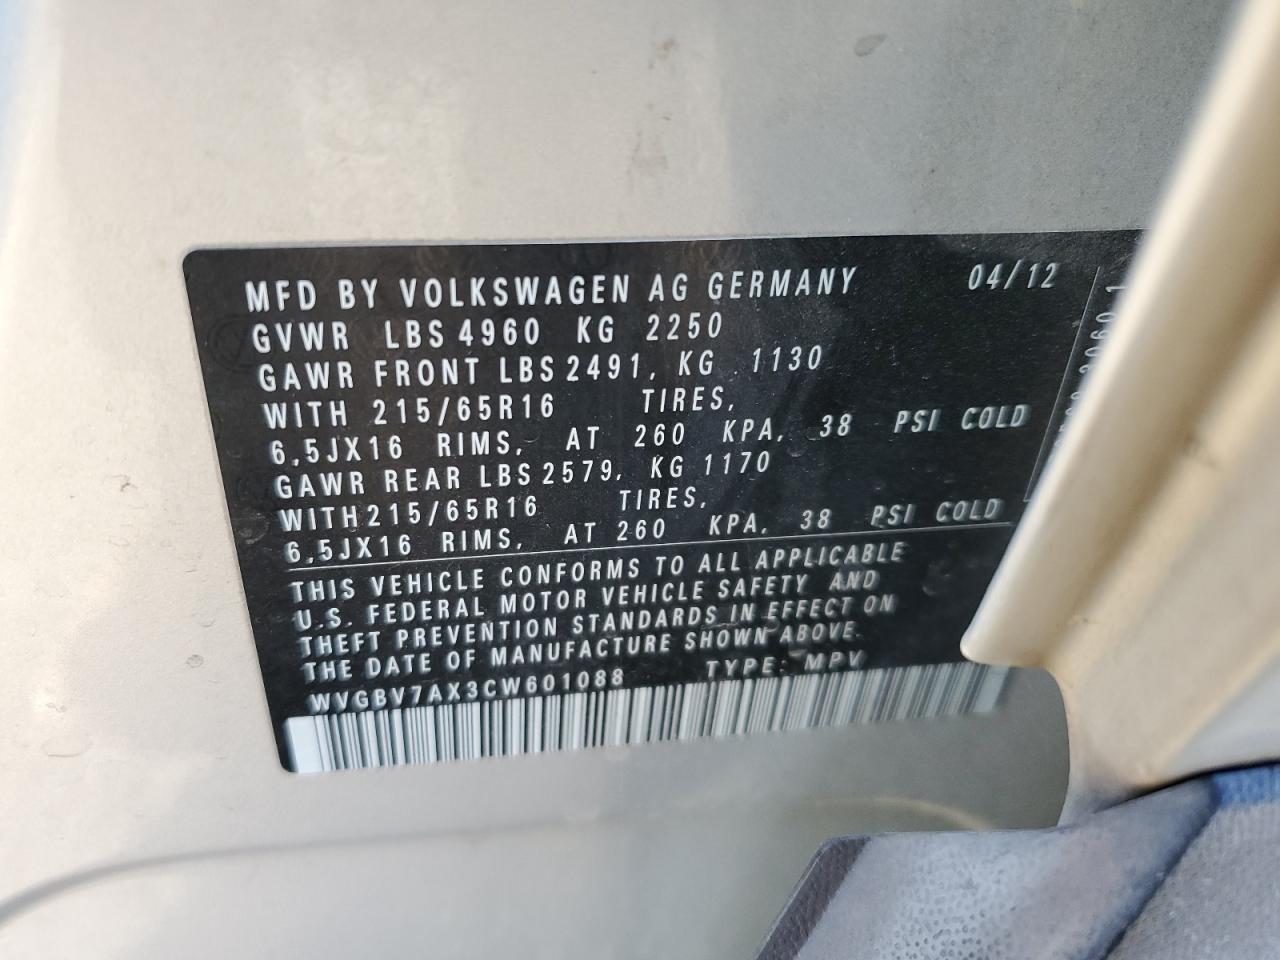 MFD BY VOLKSWAGEN AG GERMANY 04/12
GVWR LBS 4960 KG 2250
GAWR FRONT LBS 2491, KG 1130
WITH 215/65R16 TIRES,
6,5JX16 RIMS, AT 260 KPA, 38 PSI COLD
GAWR REAR LBS 2579, KG 1170
WITH 215/65R16 TIRES,
6,5JX16 RIMS, AT 260 KPA, 38 PSI COLD
THIS VEHICLE CONFORMS TO ALL APPLICABLE
U.S. FEDERAL MOTOR VEHICLE SAFETY AND
THEFT PREVENTION STANDARDS IN EFFECT ON
THE DATE OF MANUFACTURE SHOWN ABOVE.
WVGBV7AX3CW601088 TYPE: MPV